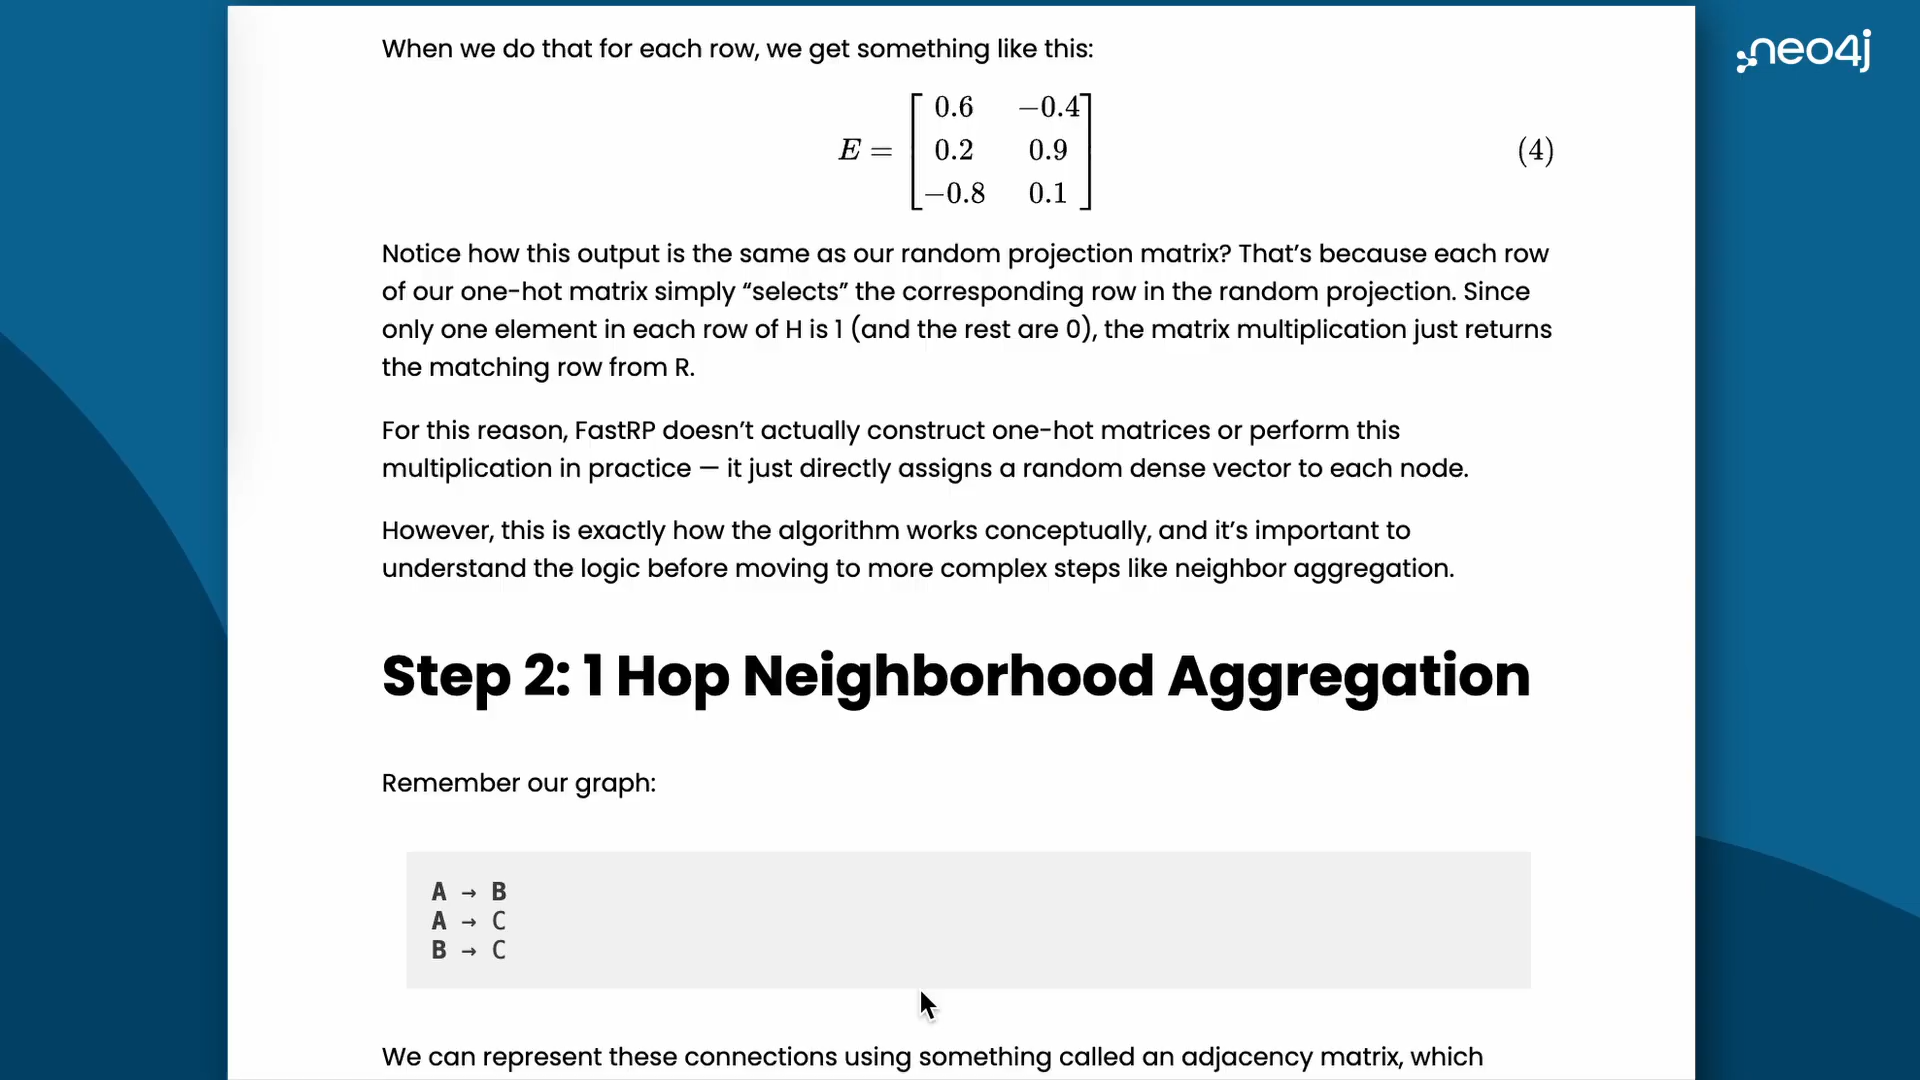 neo4j
When we do that for each row, we get something like this:
E = [0.6 −0.4
0.2 0.9
−0.8 0.1] (4)
Notice how this output is the same as our random projection matrix? That’s because each row
of our one-hot matrix simply “selects” the corresponding row in the random projection. Since
only one element in each row of H is 1 (and the rest are 0), the matrix multiplication just returns
the matching row from R.
For this reason, FastRP doesn’t actually construct one-hot matrices or perform this
multiplication in practice — it just directly assigns a random dense vector to each node.
However, this is exactly how the algorithm works conceptually, and it’s important to
understand the logic before moving to more complex steps like neighbor aggregation.
Step 2: 1 Hop Neighborhood Aggregation
Remember our graph:
A → B
A → C
B → C
We can represent these connections using something called an adjacency matrix, which